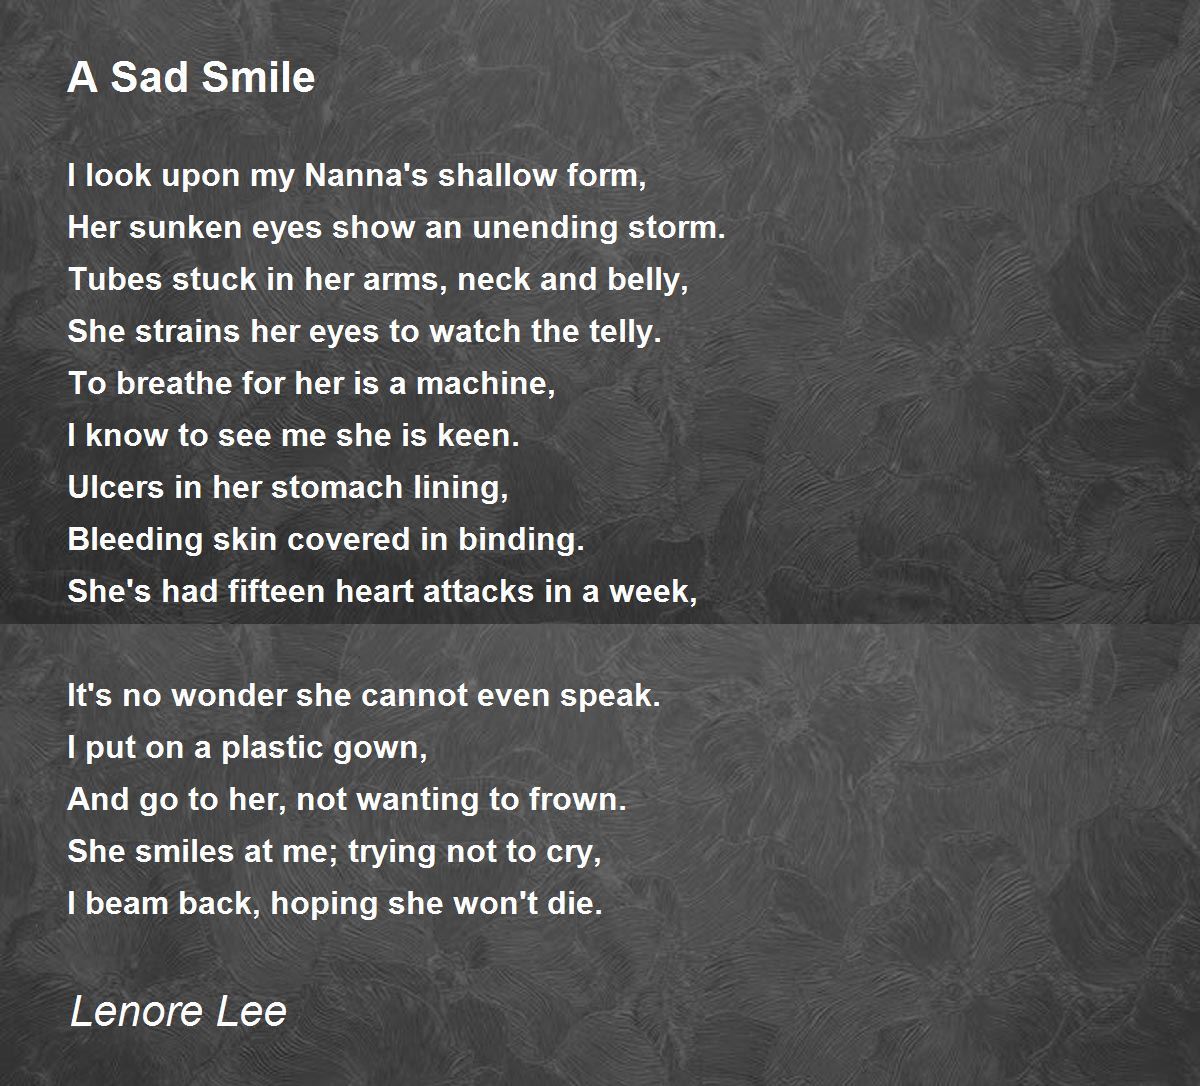 A Sad Smile
I look upon my Nanna's shallow form,
Her sunken eyes show an unending storm.
Tubes stuck in her arms, neck and belly,
She strains her eyes to watch the telly.
To breathe for her is a machine,
I know to see me she is keen.
Ulcers in her stomach lining,
Bleeding skin covered in binding.
She's had fifteen heart attacks in a week,
It's no wonder she cannot even speak.
I put on a plastic gown,
And go to her, not wanting to frown.
She smiles at me; trying not to cry,
I beam back, hoping she won't die.
Lenore Lee